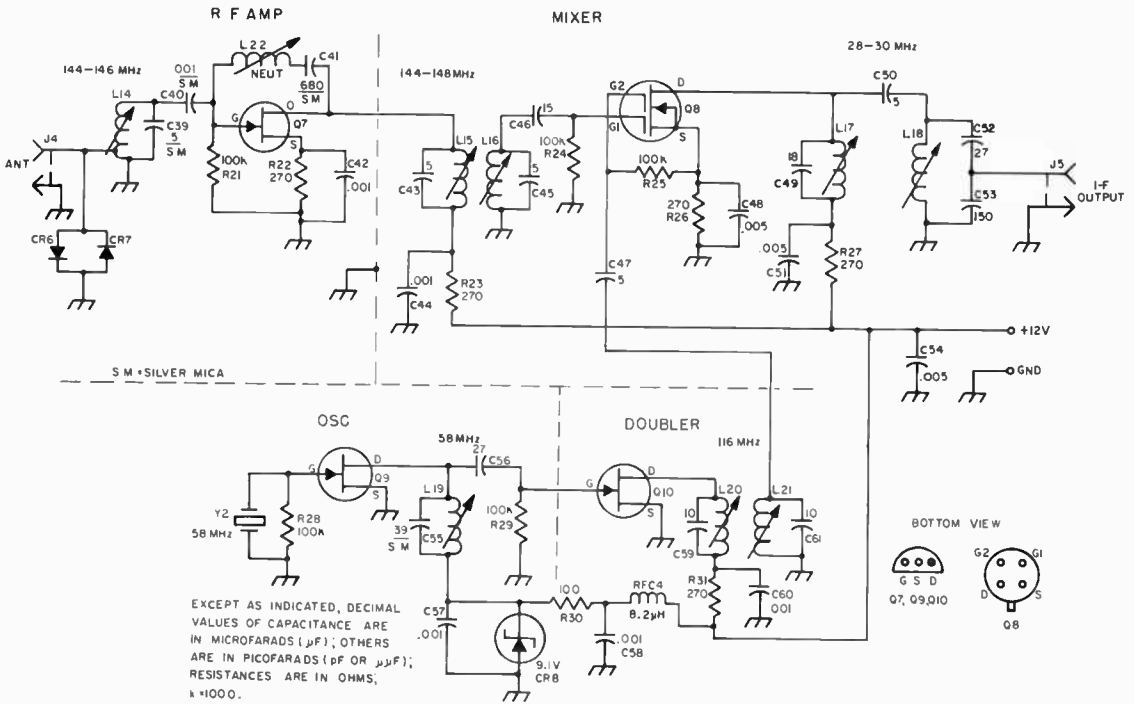 R F AMP
MIXER
L22
NEUT
C41
680
SM
28-30 MHz
144-146 MHz
.001
SM
C40
144-148MHz
L14
C39
5
SM
J4
ANT
G
D
Q7
S
100k
R21
R22
270
C42
.001
CR6
CR7
L15
5
C43
L16
5
C45
15
C46
100k
R24
G2
G1
D
Q8
S
100k
R25
270
R26
C48
.005
C47
5
C50
5
L17
18
C49
L18
C52
27
C53
150
J5
I-F
OUTPUT
.005
C51
R27
270
.001
C44
R23
270
+12V
C54
.005
GND
S M = SILVER MICA
OSC
DOUBLER
58MHz
27
C56
116 MHz
G
D
Q9
S
Y2
58 MHz
R28
100k
L19
39
SM
C55
100k
R29
G
D
Q10
S
L20
10
C59
L21
10
C61
R31
270
C60
001
C57
.001
100
R30
RFC4
8.2µH
.001
C58
9.1V
CR8
BOTTOM VIEW
G S D
Q7, Q9,Q10
G2
G1
D
S
Q8
EXCEPT AS INDICATED, DECIMAL
VALUES OF CAPACITANCE ARE
IN MICROFARADS (µF); OTHERS
ARE IN PICOFARADS (pF OR µµF);
RESISTANCES ARE IN OHMS;
k=1000.